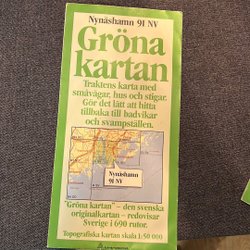 Nynäshamn 9I NV
Gröna
kartan
Traktens karta med
småvägar, hus och stigar.
Gör det lätt att hitta
tillbaka till badvikar
och svampställen.
Nynäshamn
9I NV
"Gröna kartan" – den svenska
originalkartan – redovisar
Sverige i 690 rutor.
Topografiska kartan skala 1:50 000